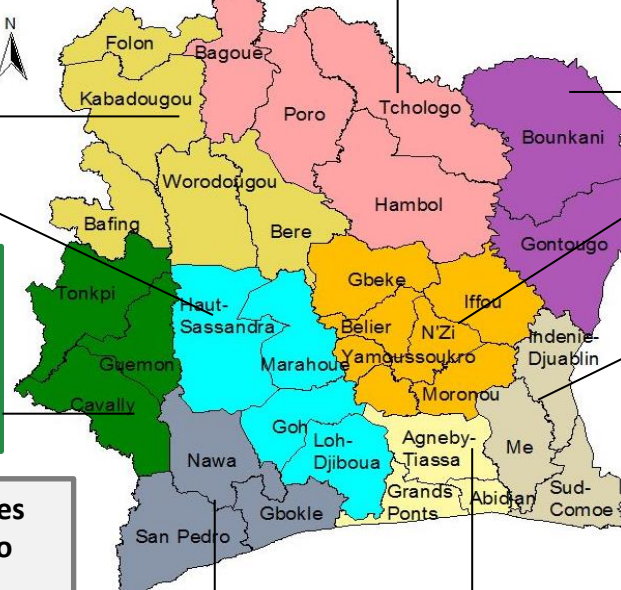 N
Folon
Bagoue
Kabadougou
Poro
Tchologo
Bounkani
Worodougou
Hambol
Bafing
Bere
Gontougo
Gbeke
Tonkpi
Iffou
Haut-
Sassandra
Belier
N'Zi
Indenie-
Djuablin
Yamoussoukro
Guemon
Marahoue
Moronou
Cavally
Goh
Loh-
Djiboua
Agneby-
Tiassa
Me
Nawa
Grands
Ponts
Abidjan
Sud-
Comoe
Gbokle
San Pedro
es
o